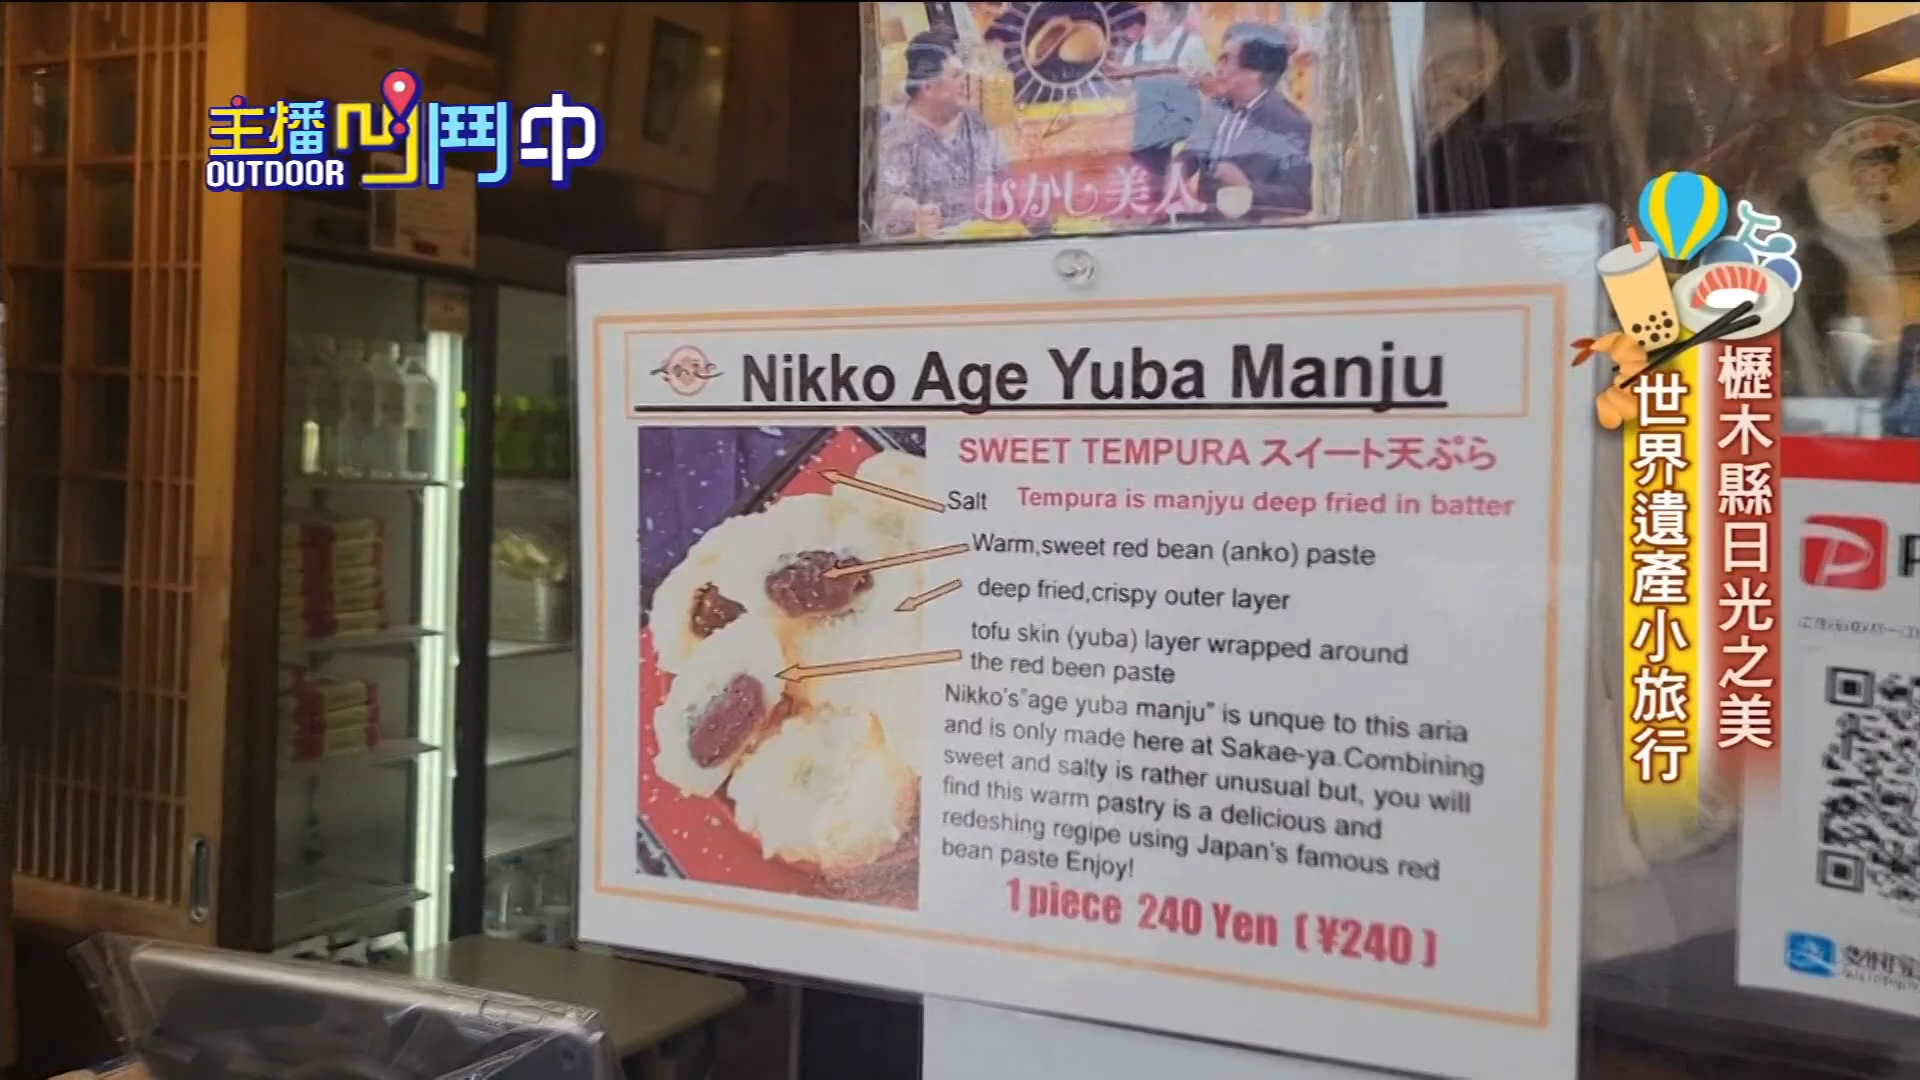 むかし美人
主播 向 鬥 中
OUTDOOR
Nikko Age Yuba Manju
SWEET TEMPURA スイート天ぷら
Salt
Tempura is manjyu deep fried in batter
Warm,sweet red bean (anko) paste
deep fried,crispy outer layer
tofu skin (yuba) layer wrapped around
the red been paste
Nikko's"age yuba manju" is unque to this aria
and is only made here at Sakae-ya.Combining
sweet and salty is rather unusual but, you will
find this warm pastry is a delicious and
redeshing regipe using Japan's famous red
bean paste Enjoy!
1 piece 240 Yen (¥240)
櫪木縣日光之美
世界遺產小旅行